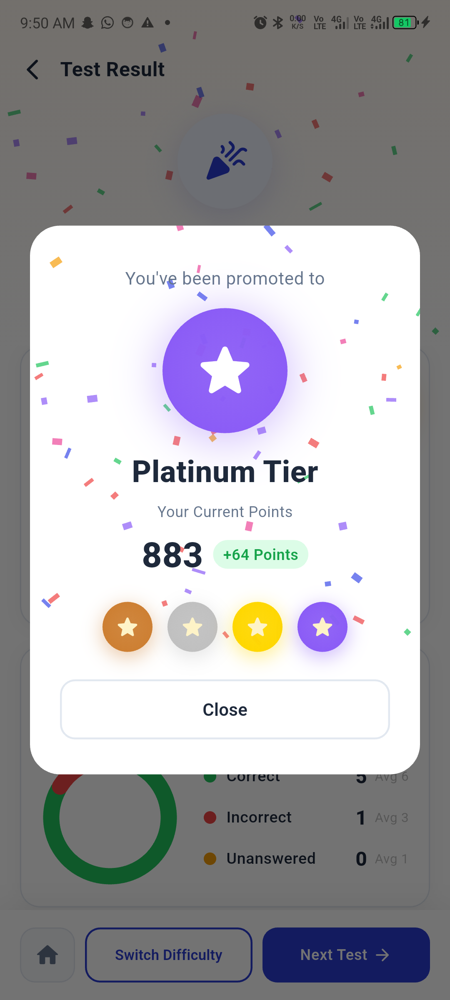 9:50 AM
0.00 K/S
Vo LTE
4G
Vo LTE
4G
81
Test Result
You've been promoted to
Platinum Tier
Your Current Points
883 +64 Points
Close
Correct 5 Avg 6
Incorrect 1 Avg 3
Unanswered 0 Avg 1
Switch Difficulty
Next Test